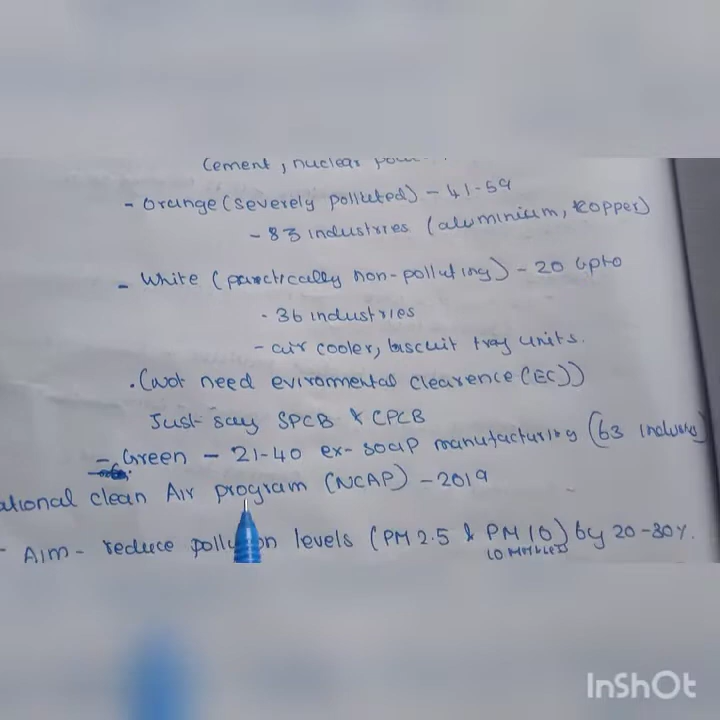 Cement, nuclear
- Orange (severely polluted) - 41-59
- 83 industries (aluminium, copper)
- White (practically non-polluting) - 20 upto
- 36 industries
- air cooler, biscuit tray units.
. (Not need eviromental clearence (EC))
Just say SPCB & CPCB
- Green - 21-40 ex- soap manufacturing (63
ational clean Air program (NCAP) - 2019
- Aim - reduce pollution levels (PM 2.5 & PM 10) by 20-30%.
InShOt